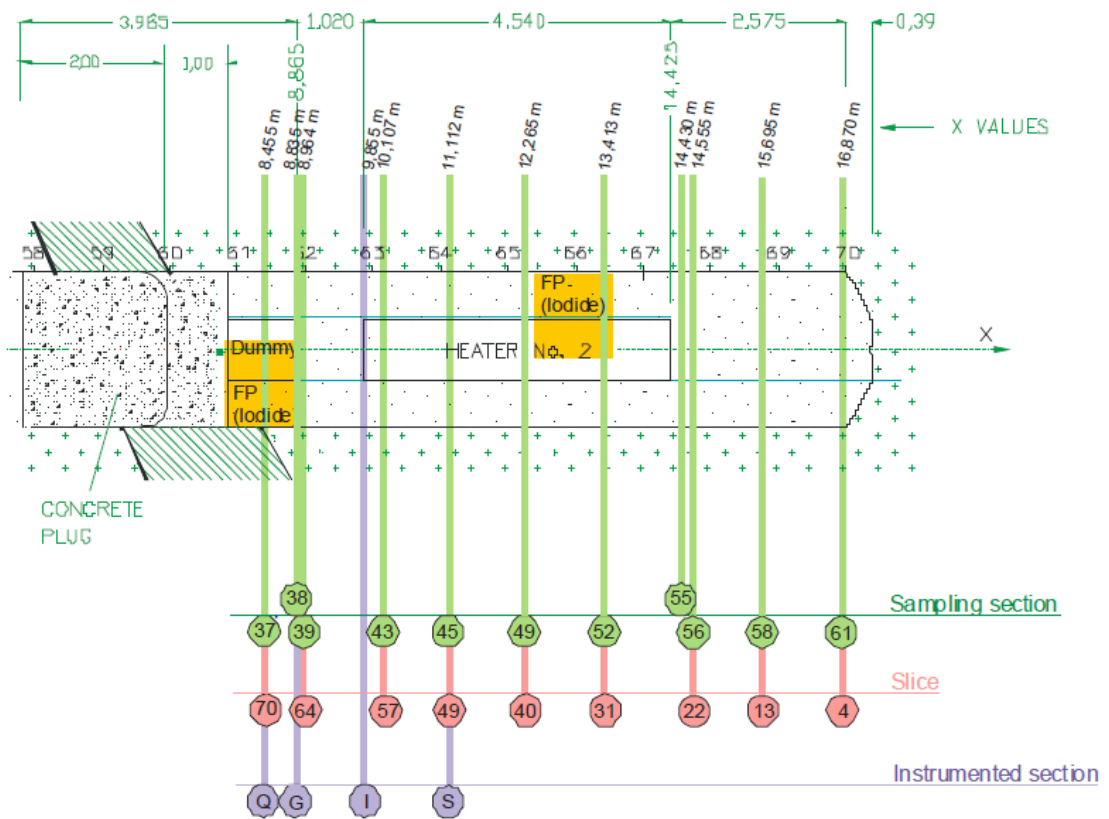 3.985 1.020 4.540 2.575 0,39
2,00 1,00 8,865 14,425
8,455 m 8,835 m 8,964 m 9,855 m 10,107 m 11,112 m 12,265 m 13,413 m 14,430 m 14,555 m 15,695 m 16,870 m
X VALUES
58 59 60 61 62 63 64 65 66 67 68 69 70
FP-
(Iodide)
Dummy HEATER No. 2 X
FP
(Iodide
CONCRETE
PLUG
38 55
Sampling section
37 39 43 45 49 52 56 58 61
Slice
70 64 57 49 40 31 22 13 4
Instrumented section
Q G I S